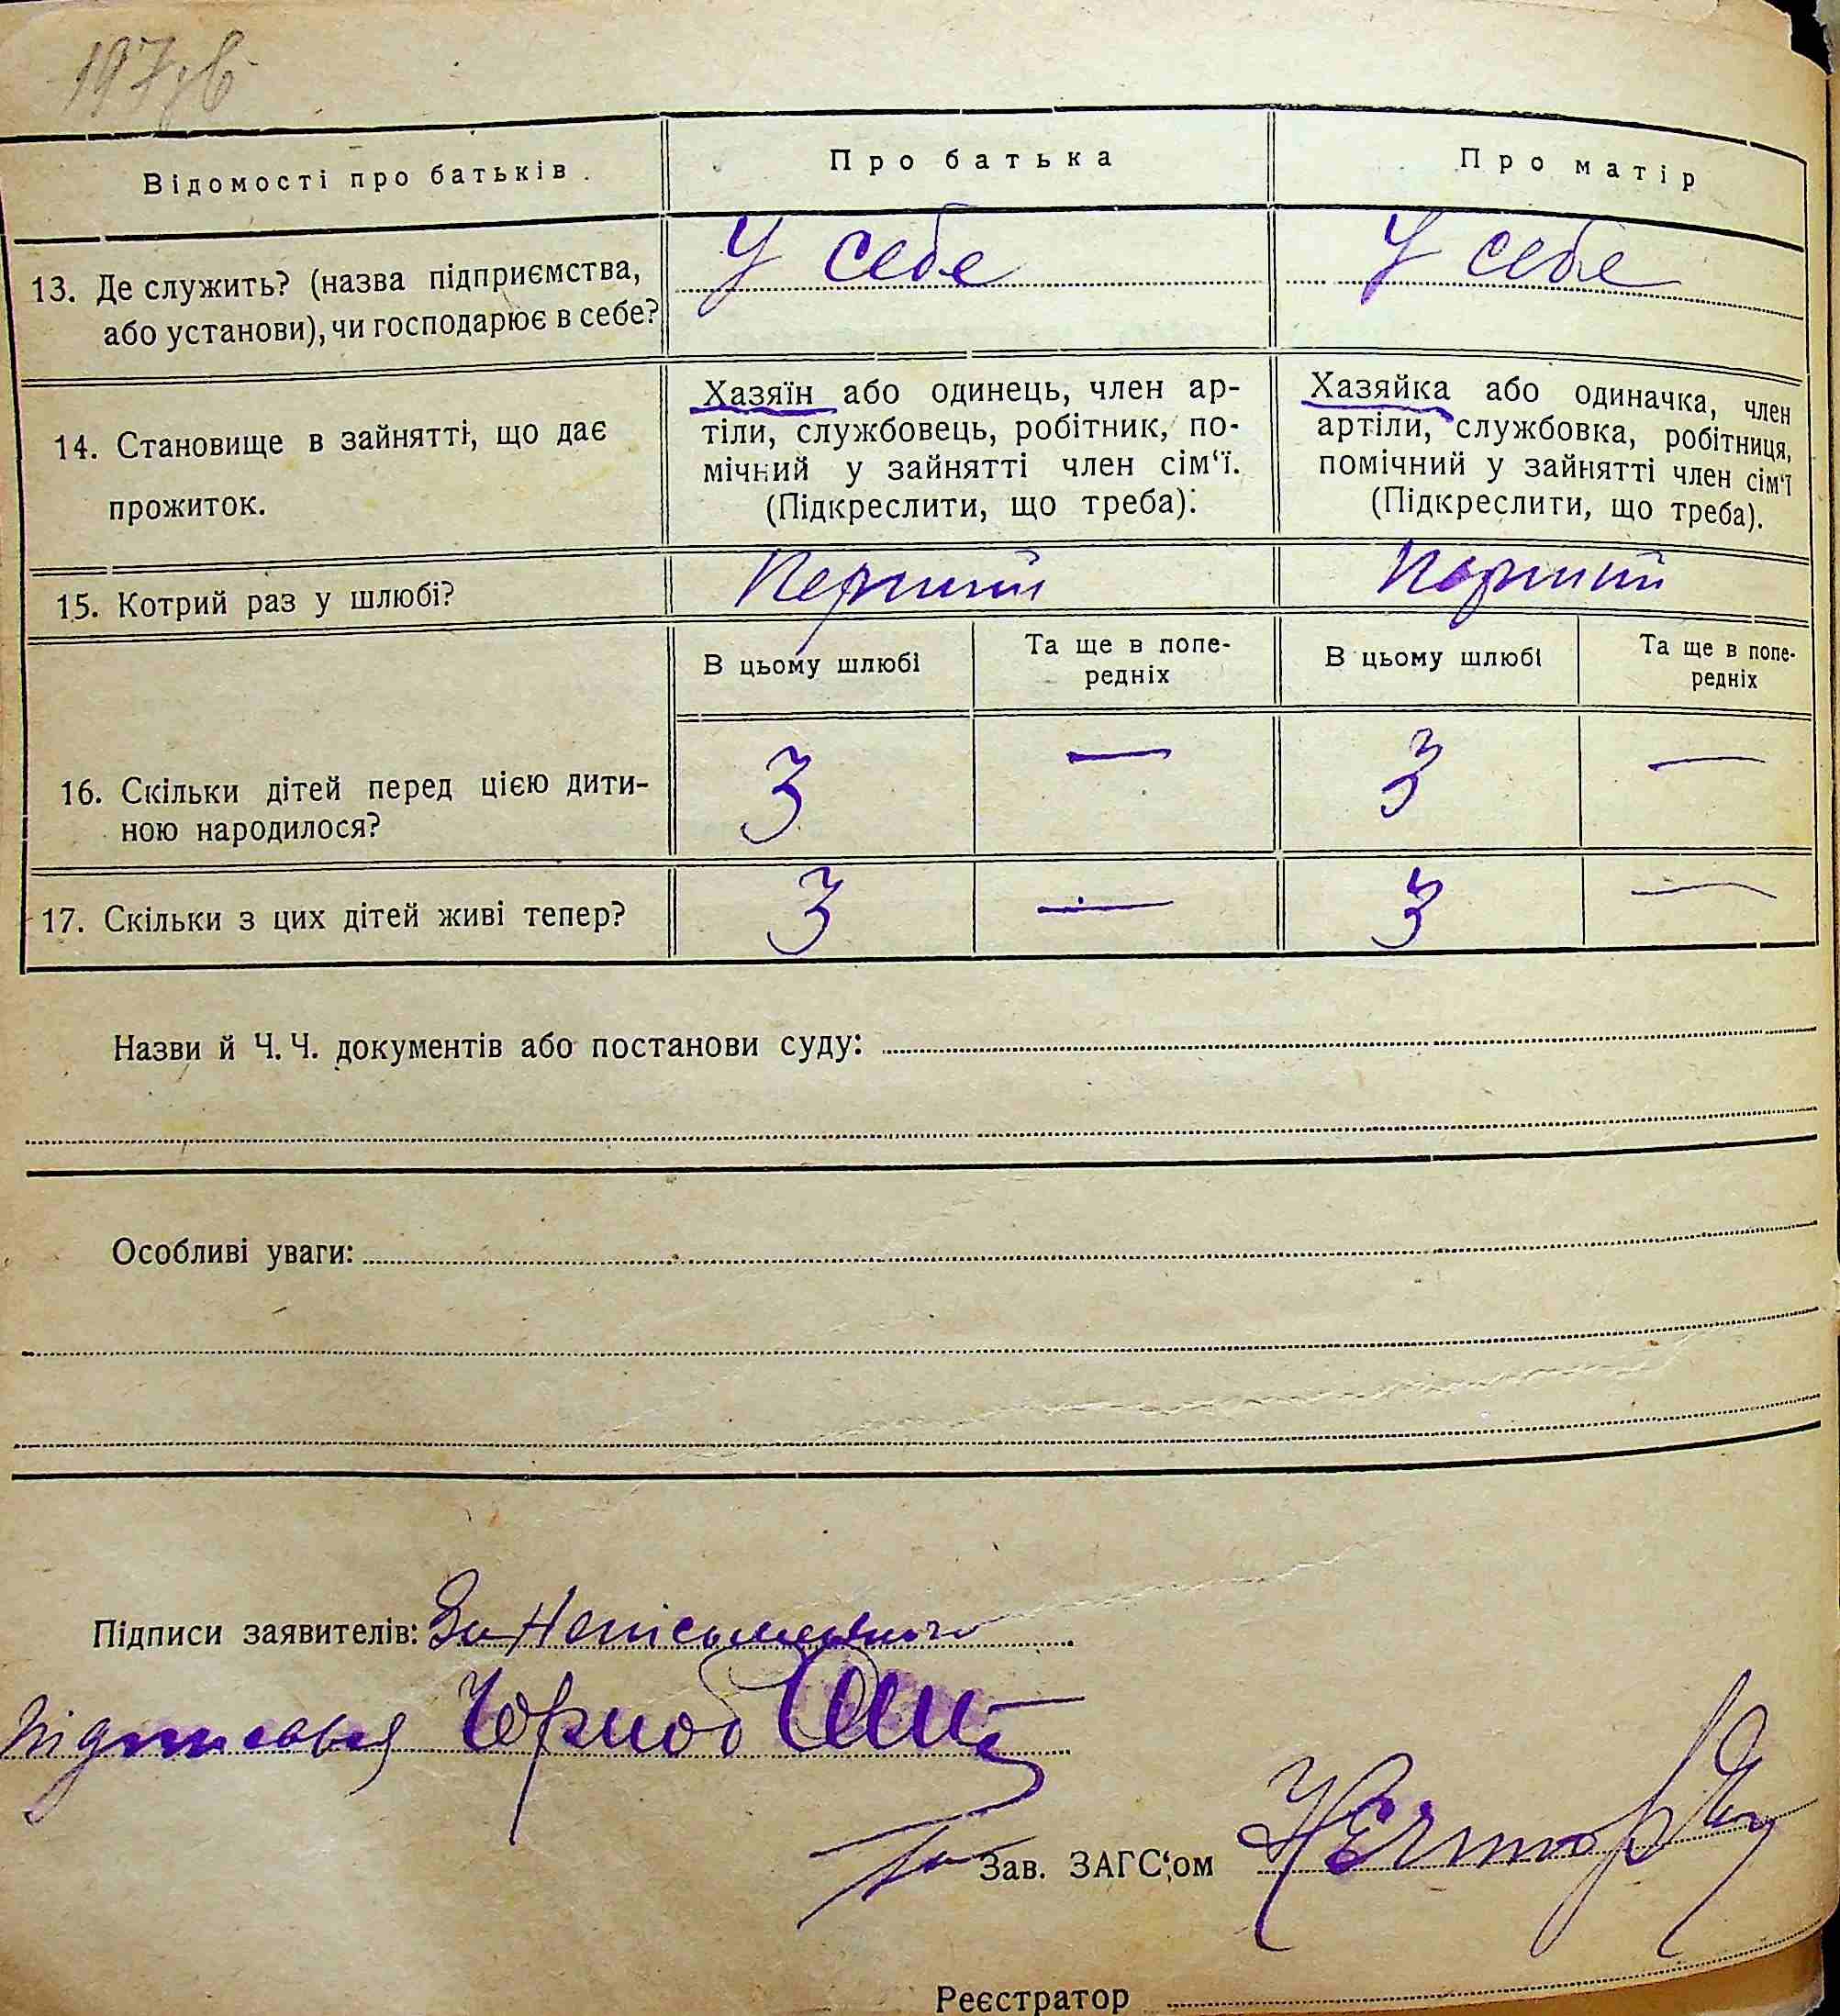 197зв
Відомості про батьків. Про батька Про матір
13. Де служить? (назва підприємства, У себе У себе
або установи), чи господарює в себе?
14. Становище в зайнятті, що дає
прожиток.
Хазяїн або одинець, член ар-
тіли, службовець, робітник, по-
мічний у зайнятті член сім‘ї.
(Підкреслити, що треба).
Хазяйка або одиначка, член
артіли, службовка, робітниця,
помічний у зайнятті член сім‘ї
(Підкреслити, що треба).
15. Котрий раз у шлюбі? Перший Перший
В цьому шлюбі Та ще в попе-
редніх
В цьому шлюбі Та ще в попе-
редніх
16. Скільки дітей перед цією дити-
ною народилося? 3 — 3 —
17. Скільки з цих дітей живі тепер? 3 — 3 —
Назви й Ч. Ч. документів або постанови суду:
Особливі уваги:
Підписи заявителів: За Неписьменного
підписався
Зав. ЗАГС‘ом
Реєстратор